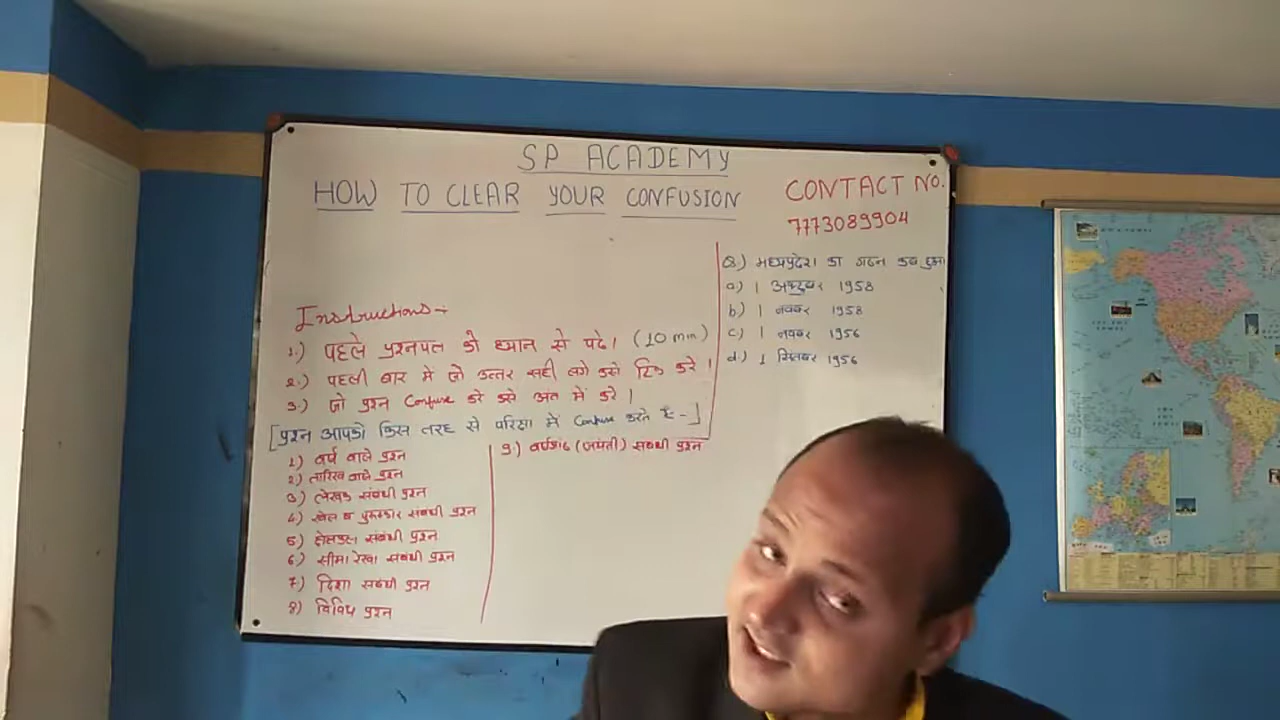 SP ACADEMY
HOW TO CLEAR YOUR CONFUSION
CONTACT NO.
7773089904
Instructions:-
1.) पहले प्रश्नपत्र को ध्यान से पढे। (10 min)
2.) पहली बार में जो उत्तर सही लगे उसे टिक करे।
3.) जो प्रश्न Confuse करे उसे अंत में करे।
[प्रश्न आपको किस तरह से परिक्षा में Confuse करते है-]
1) वर्ष वाले प्रश्न
2) तारिख वाले प्रश्न
3) लेखक संबंधी प्रश्न
4) खेल व पुरुस्कार संबंधी प्रश्न
5) संबंधी प्रश्न
6) सीमा रेखा संबंधी प्रश्न
7) दिशा संबंधी प्रश्न
8) विविध प्रश्न
9.) वर्षगांठ (जयंती) संबंधी प्रश्न
Q.) मध्यप्रदेश का गठन कब हुआ
a) 1 अक्टूबर 1958
b) 1 नवम्बर 1958
c) 1 नवम्बर 1956
d.) 1 सितम्बर 1956